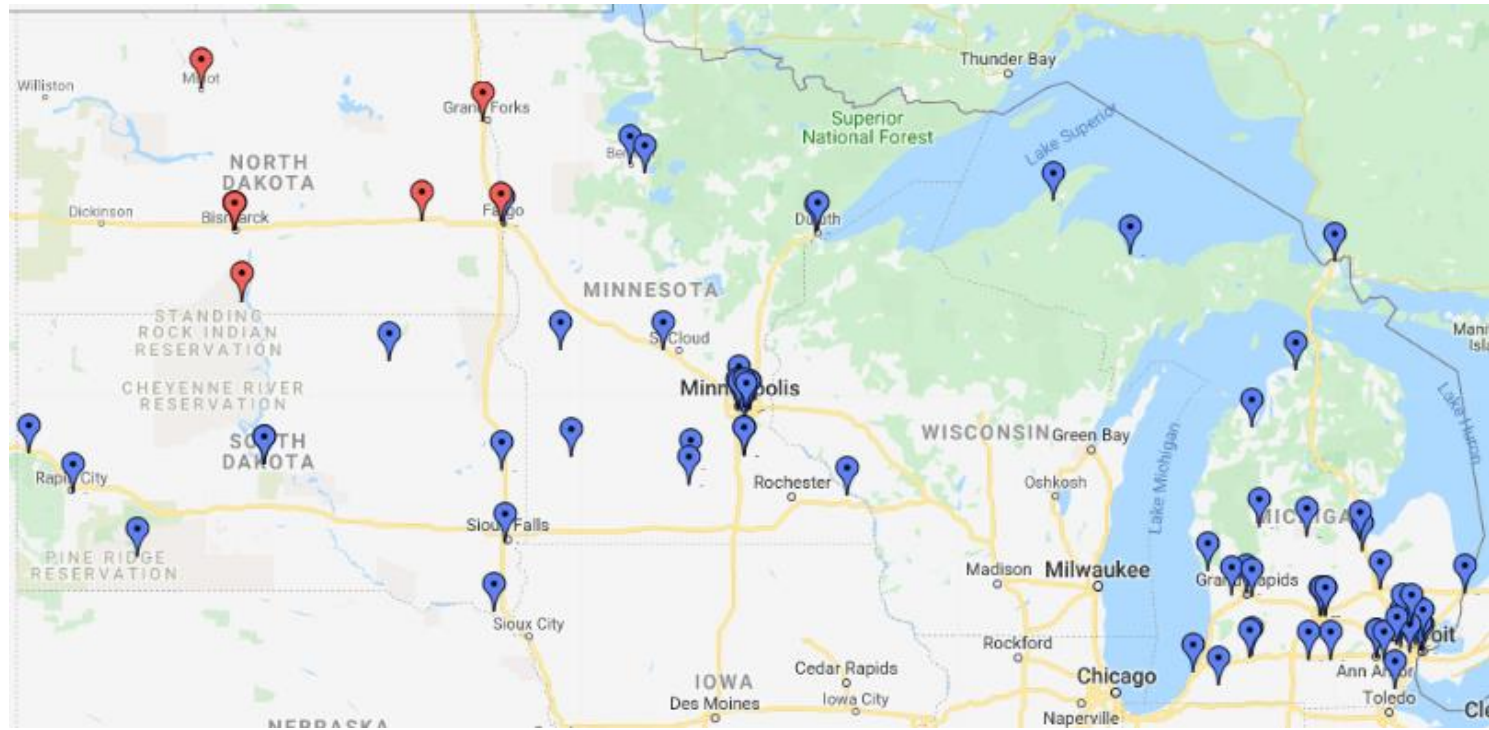 Thunder Bay
Williston
Minot
Grand Forks
Superior
National Forest
Lake Superior
NORTH
DAKOTA
Dickinson
Bismarck
Fargo
Duluth
MINNESOTA
STANDING
ROCK INDIAN
RESERVATION
St Cloud
Minneapolis
CHEYENNE RIVER
RESERVATION
SOUTH
DAKOTA
WISCONSIN
Green Bay
Lake Michigan
Lake Huron
Rapid City
Rochester
Oshkosh
MICHIGA
Sioux Falls
PINE RIDGE
RESERVATION
Madison
Milwaukee
Grand Rapids
Sioux City
Rockford
Cedar Rapids
Chicago
Ann Arbor
Toledo
IOWA
Des Moines
Iowa City
Naperville
NEBRASKA